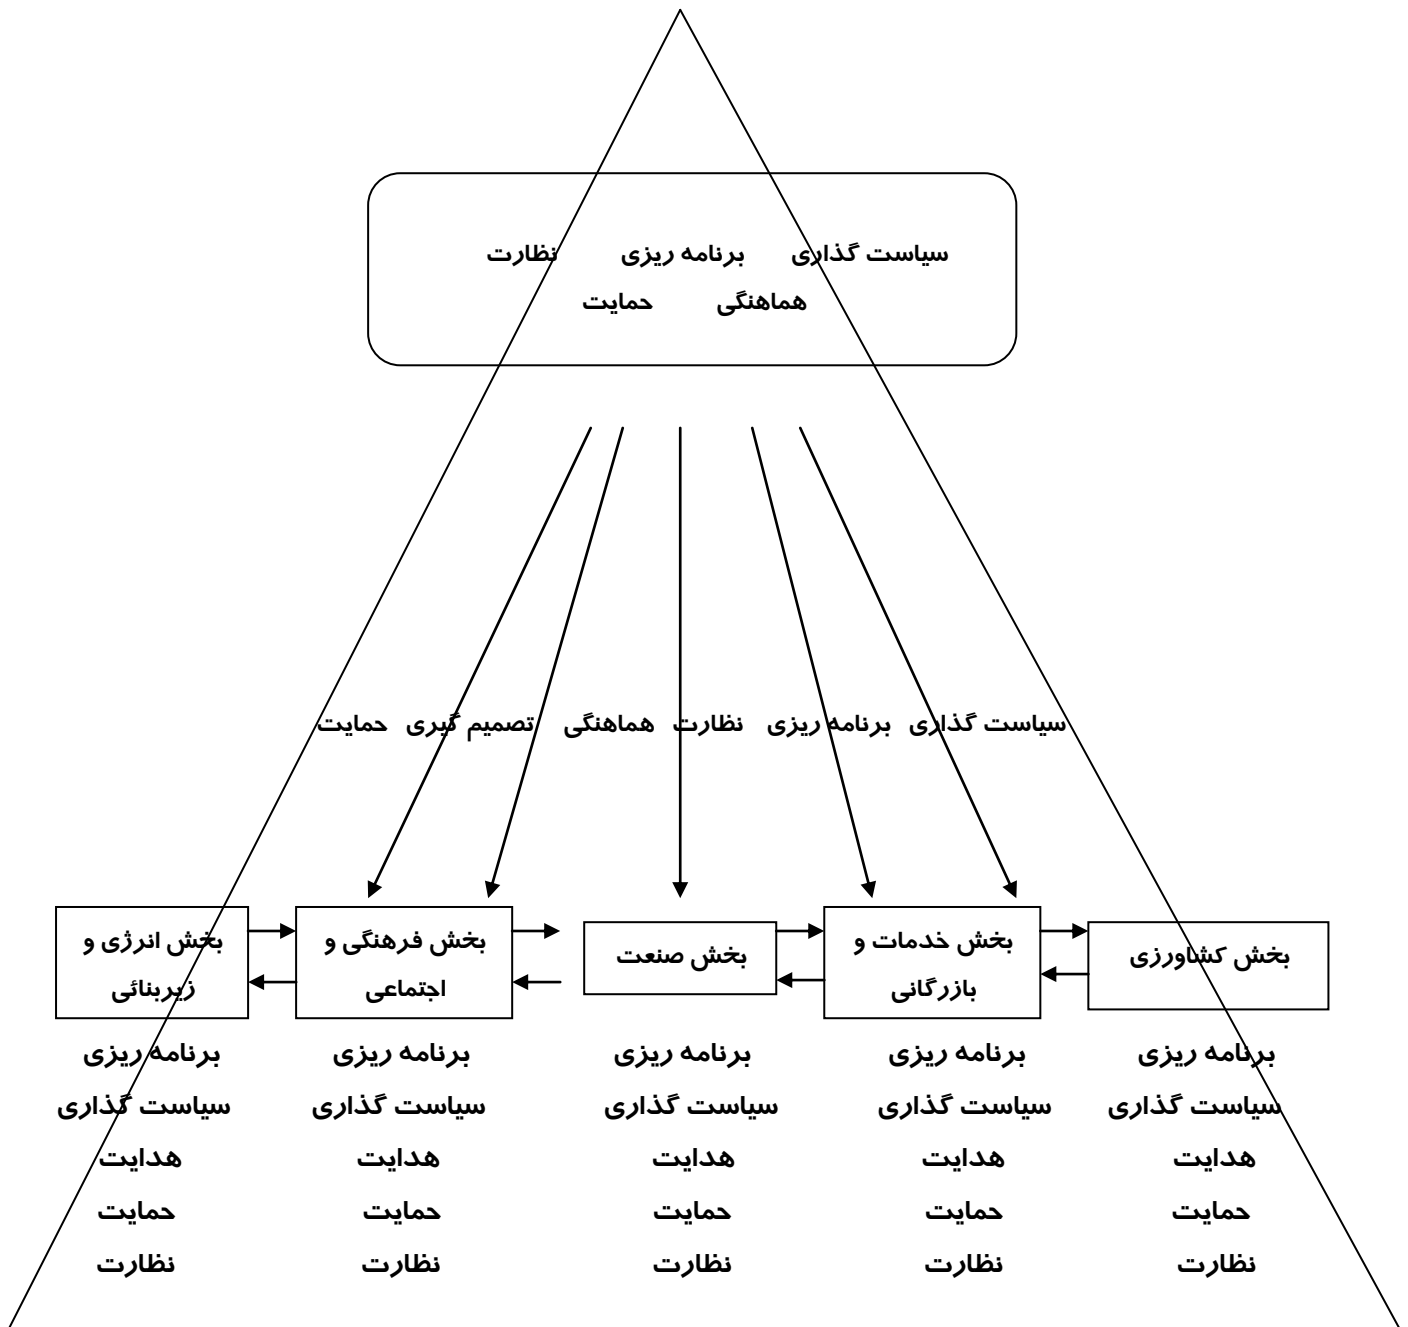 سیاست گذاری برنامه ریزی نظارت
هماهنگی حمایت
سیاست گذاری برنامه ریزی نظارت هماهنگی تصمیم گیری حمایت
بخش کشاورزی
بخش خدمات و
بازرگانی
بخش صنعت
بخش فرهنگی و
اجتماعی
بخش انرژی و
زیربنائی
برنامه ریزی برنامه ریزی برنامه ریزی برنامه ریزی برنامه ریزی
سیاست گذاری سیاست گذاری سیاست گذاری سیاست گذاری سیاست گذاری
هدایت هدایت هدایت هدایت هدایت
حمایت حمایت حمایت حمایت حمایت
نظارت نظارت نظارت نظارت نظارت